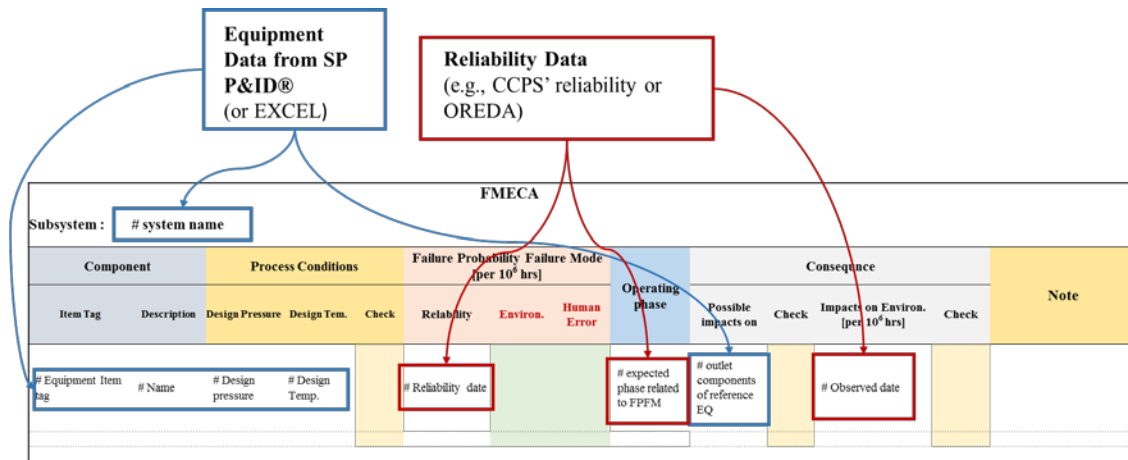 Equipment
Data from SP
P&ID®
(or EXCEL)
Reliability Data
(e.g., CCPS' reliability or
OREDA)
FMECA
Subsystem :
# system name
Component
Process Conditions
Failure Probability Failure Mode
[per 10⁶ hrs]
Operating
phase
Consequnce
Note
Item Tag
Description
Design Pressure
Design Tem.
Check
Relability
Environ.
Human
Error
Possible
impacts on
Check
Impacts on Environ.
[per 10⁶ hrs]
Check
# Equipment Item
tag
# Name
# Design
pressure
# Design
Temp.
# Reliability date
# expected
phase related
to FPFM
# outlet
components
of reference
EQ
# Observed date